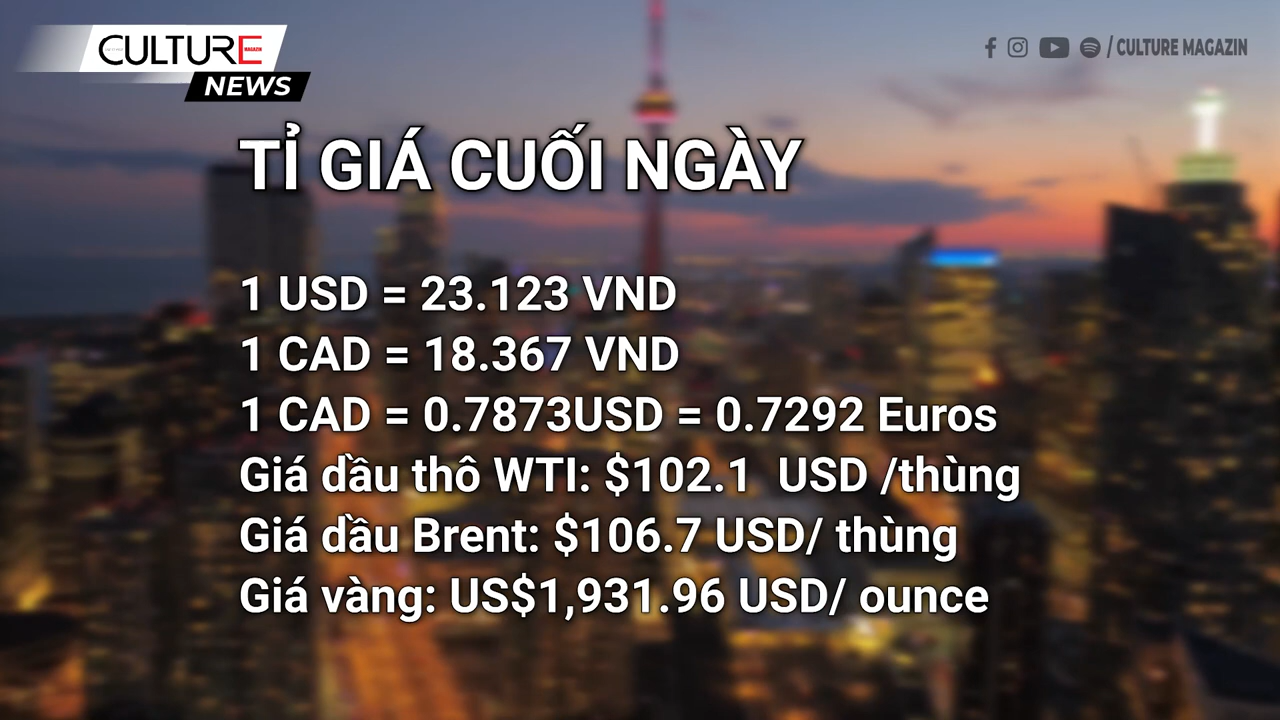 CULTURE MAGAZIN
NEWS
/ CULTURE MAGAZIN
TỈ GIÁ CUỐI NGÀY
1 USD = 23.123 VND
1 CAD = 18.367 VND
1 CAD = 0.7873USD = 0.7292 Euros
Giá dầu thô WTI: $102.1 USD /thùng
Giá dầu Brent: $106.7 USD/ thùng
Giá vàng: US$1,931.96 USD/ ounce